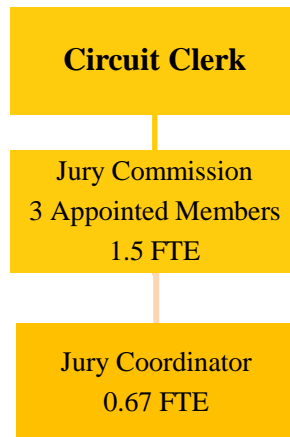 Circuit Clerk
Jury Commission
3 Appointed Members
1.5 FTE
Jury Coordinator
0.67 FTE